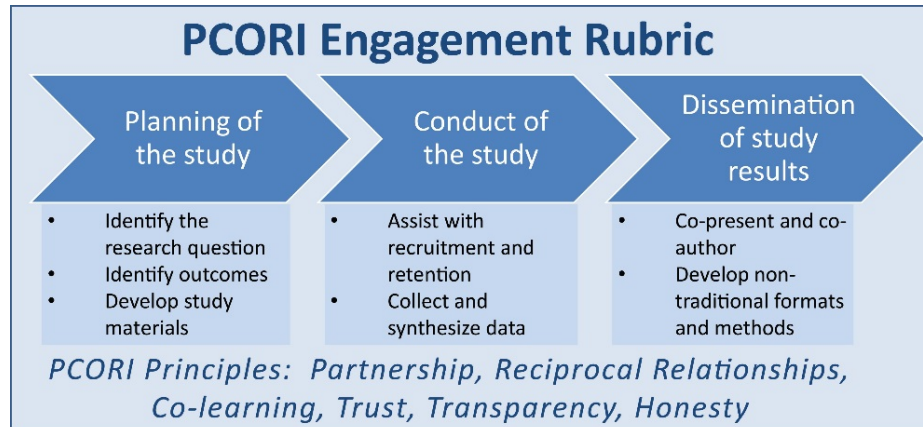 PCORI Engagement Rubric
Planning of
the study
• Identify the
research question
• Identify outcomes
• Develop study
materials
Conduct of
the study
• Assist with
recruitment and
retention
• Collect and
synthesize data
Dissemination
of study
results
• Co-present and co-
author
• Develop non-
traditional formats
and methods
PCORI Principles: Partnership, Reciprocal Relationships,
Co-learning, Trust, Transparency, Honesty